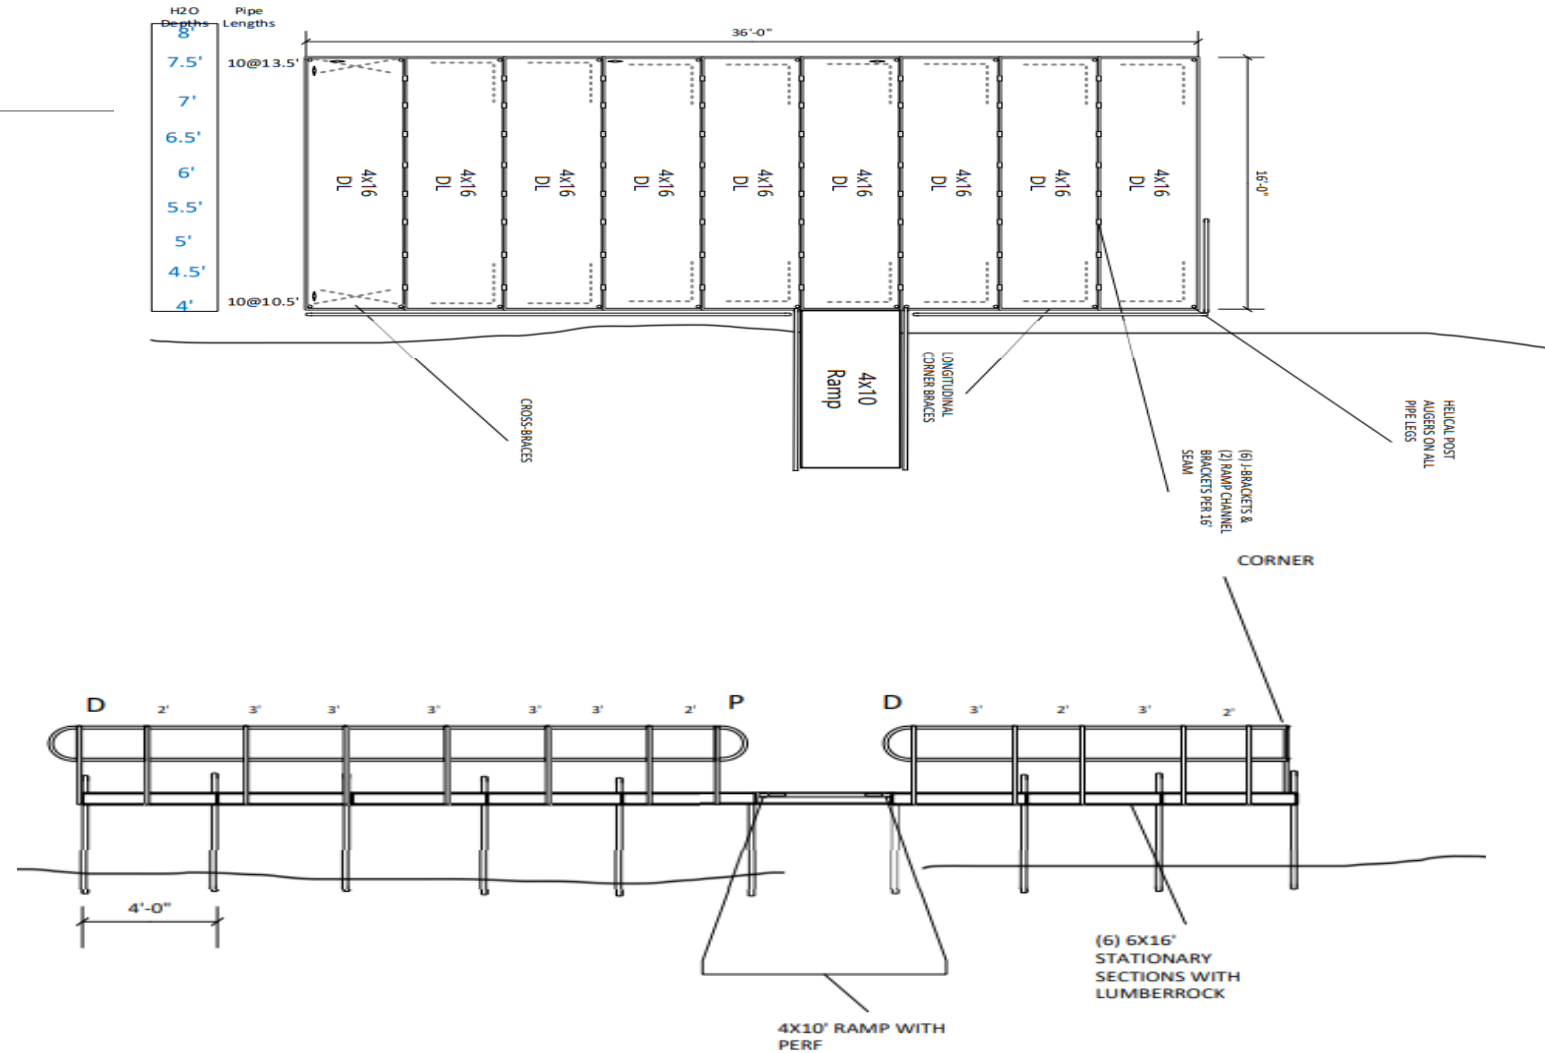 H2O Pipe
Depths Lengths
8'
7.5' 10@13.5'
7'
6.5'
6'
5.5'
5'
4.5'
4' 10@10.5'
36'-0"
16'-0"
4x16
DL
4x16
DL
4x16
DL
4x16
DL
4x16
DL
4x16
DL
4x16
DL
4x16
DL
4x16
DL
4x10
Ramp
CROSS-BRACES
LONGITUDINAL
CORNER BRACES
HELICAL POST
AUGERS ON ALL
PIPE LEGS
(6) J-BRACKETS &
(2) RAMP CHANNEL
BRACKETS PER 16'
SEAM
CORNER
D 2' 3" 3' 3" 3" 3' 2' P
D 3' 2' 3' 2"
4'-0"
(6) 6X16'
STATIONARY
SECTIONS WITH
LUMBERROCK
4X10' RAMP WITH
PERF